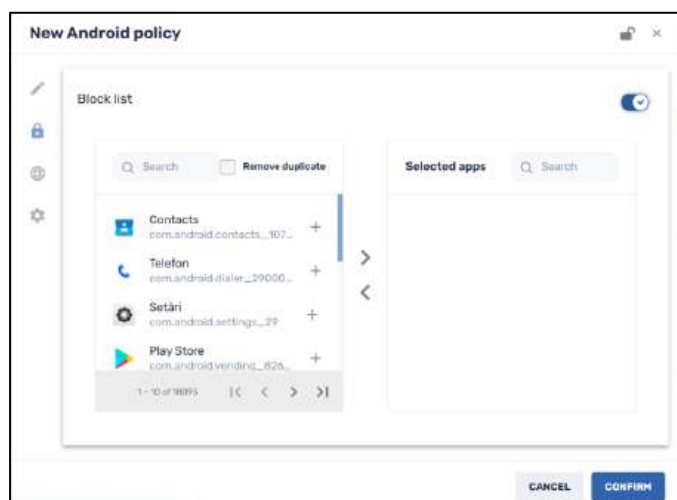 New Android policy
Block list
Search
Remove duplicate
Selected apps
Search
Contacts
com.android.contacts_107...
Telefon
com.android.dialer_29000...
Setări
com.android.settings_29
Play Store
com.android.vending_826...
CANCEL
CONFIRM